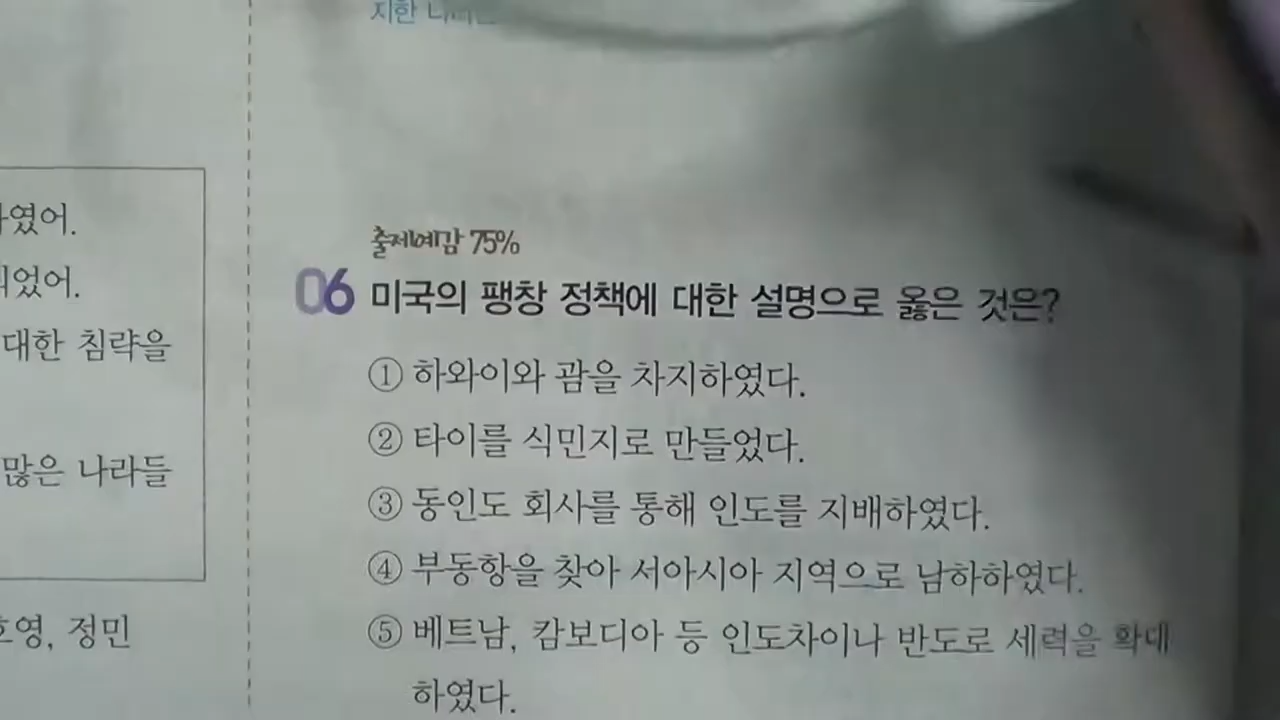 지한
하였어.
되었어.
대한 침략을
많은 나라들
호영, 정민
출제예감 75%
06 미국의 팽창 정책에 대한 설명으로 옳은 것은?
① 하와이와 괌을 차지하였다.
② 타이를 식민지로 만들었다.
③ 동인도 회사를 통해 인도를 지배하였다.
④ 부동항을 찾아 서아시아 지역으로 남하하였다.
⑤ 베트남, 캄보디아 등 인도차이나 반도로 세력을 확대
하였다.